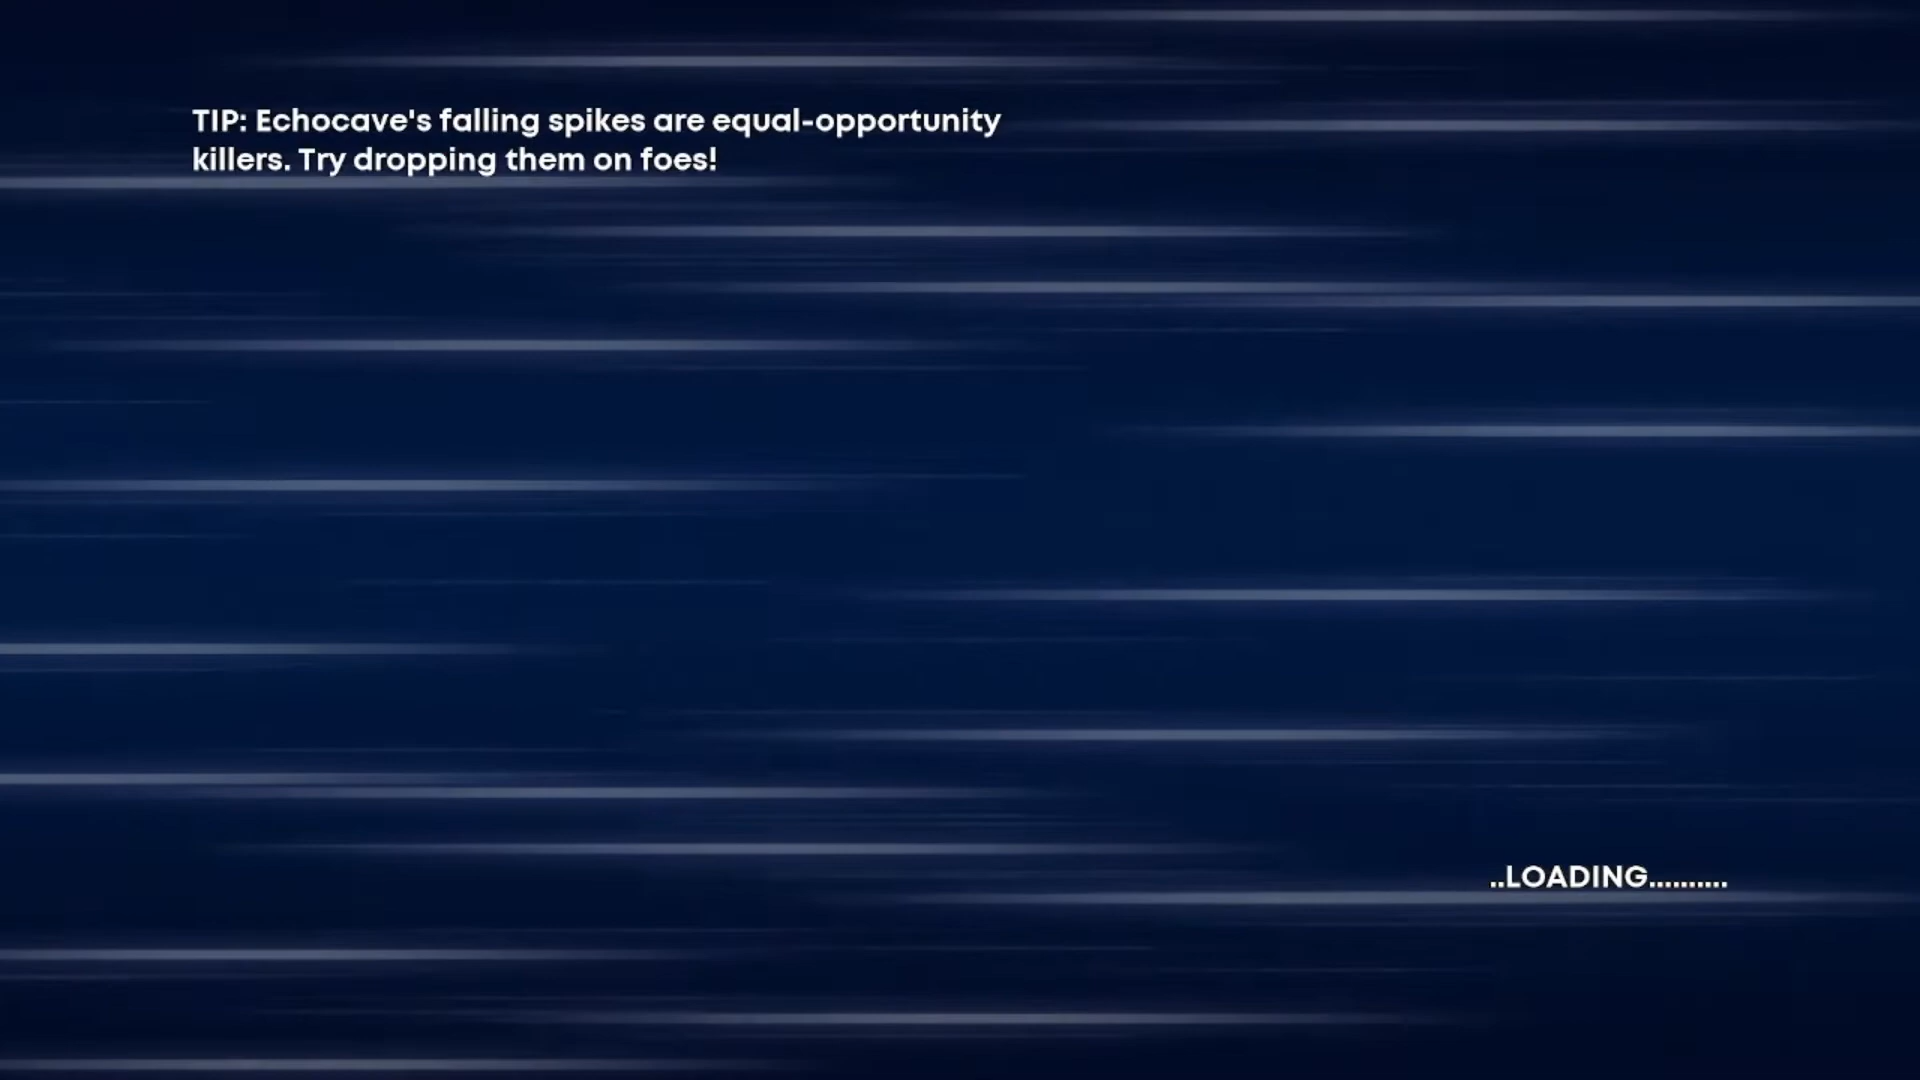 TIP: Echocave's falling spikes are equal-opportunity
killers. Try dropping them on foes!
..LOADING..........